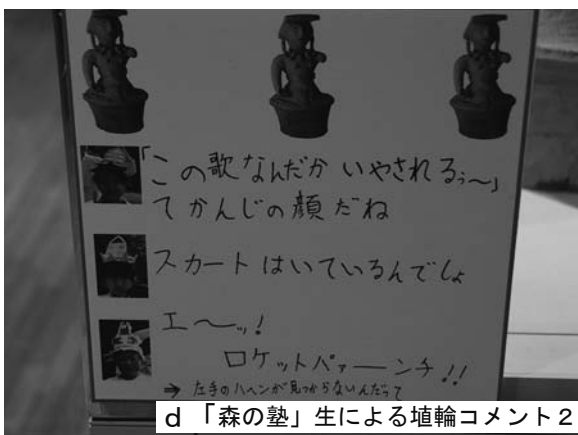 「この歌なんだか いやされるぅ〜」
てかんじの顔だね
スカートはいているんでしょ
エ〜〜ッ!
ロケットパァーーンチ!!
➔ 左手のハヘンが見つからないんだって
d 「森の塾」生による埴輪コメント2